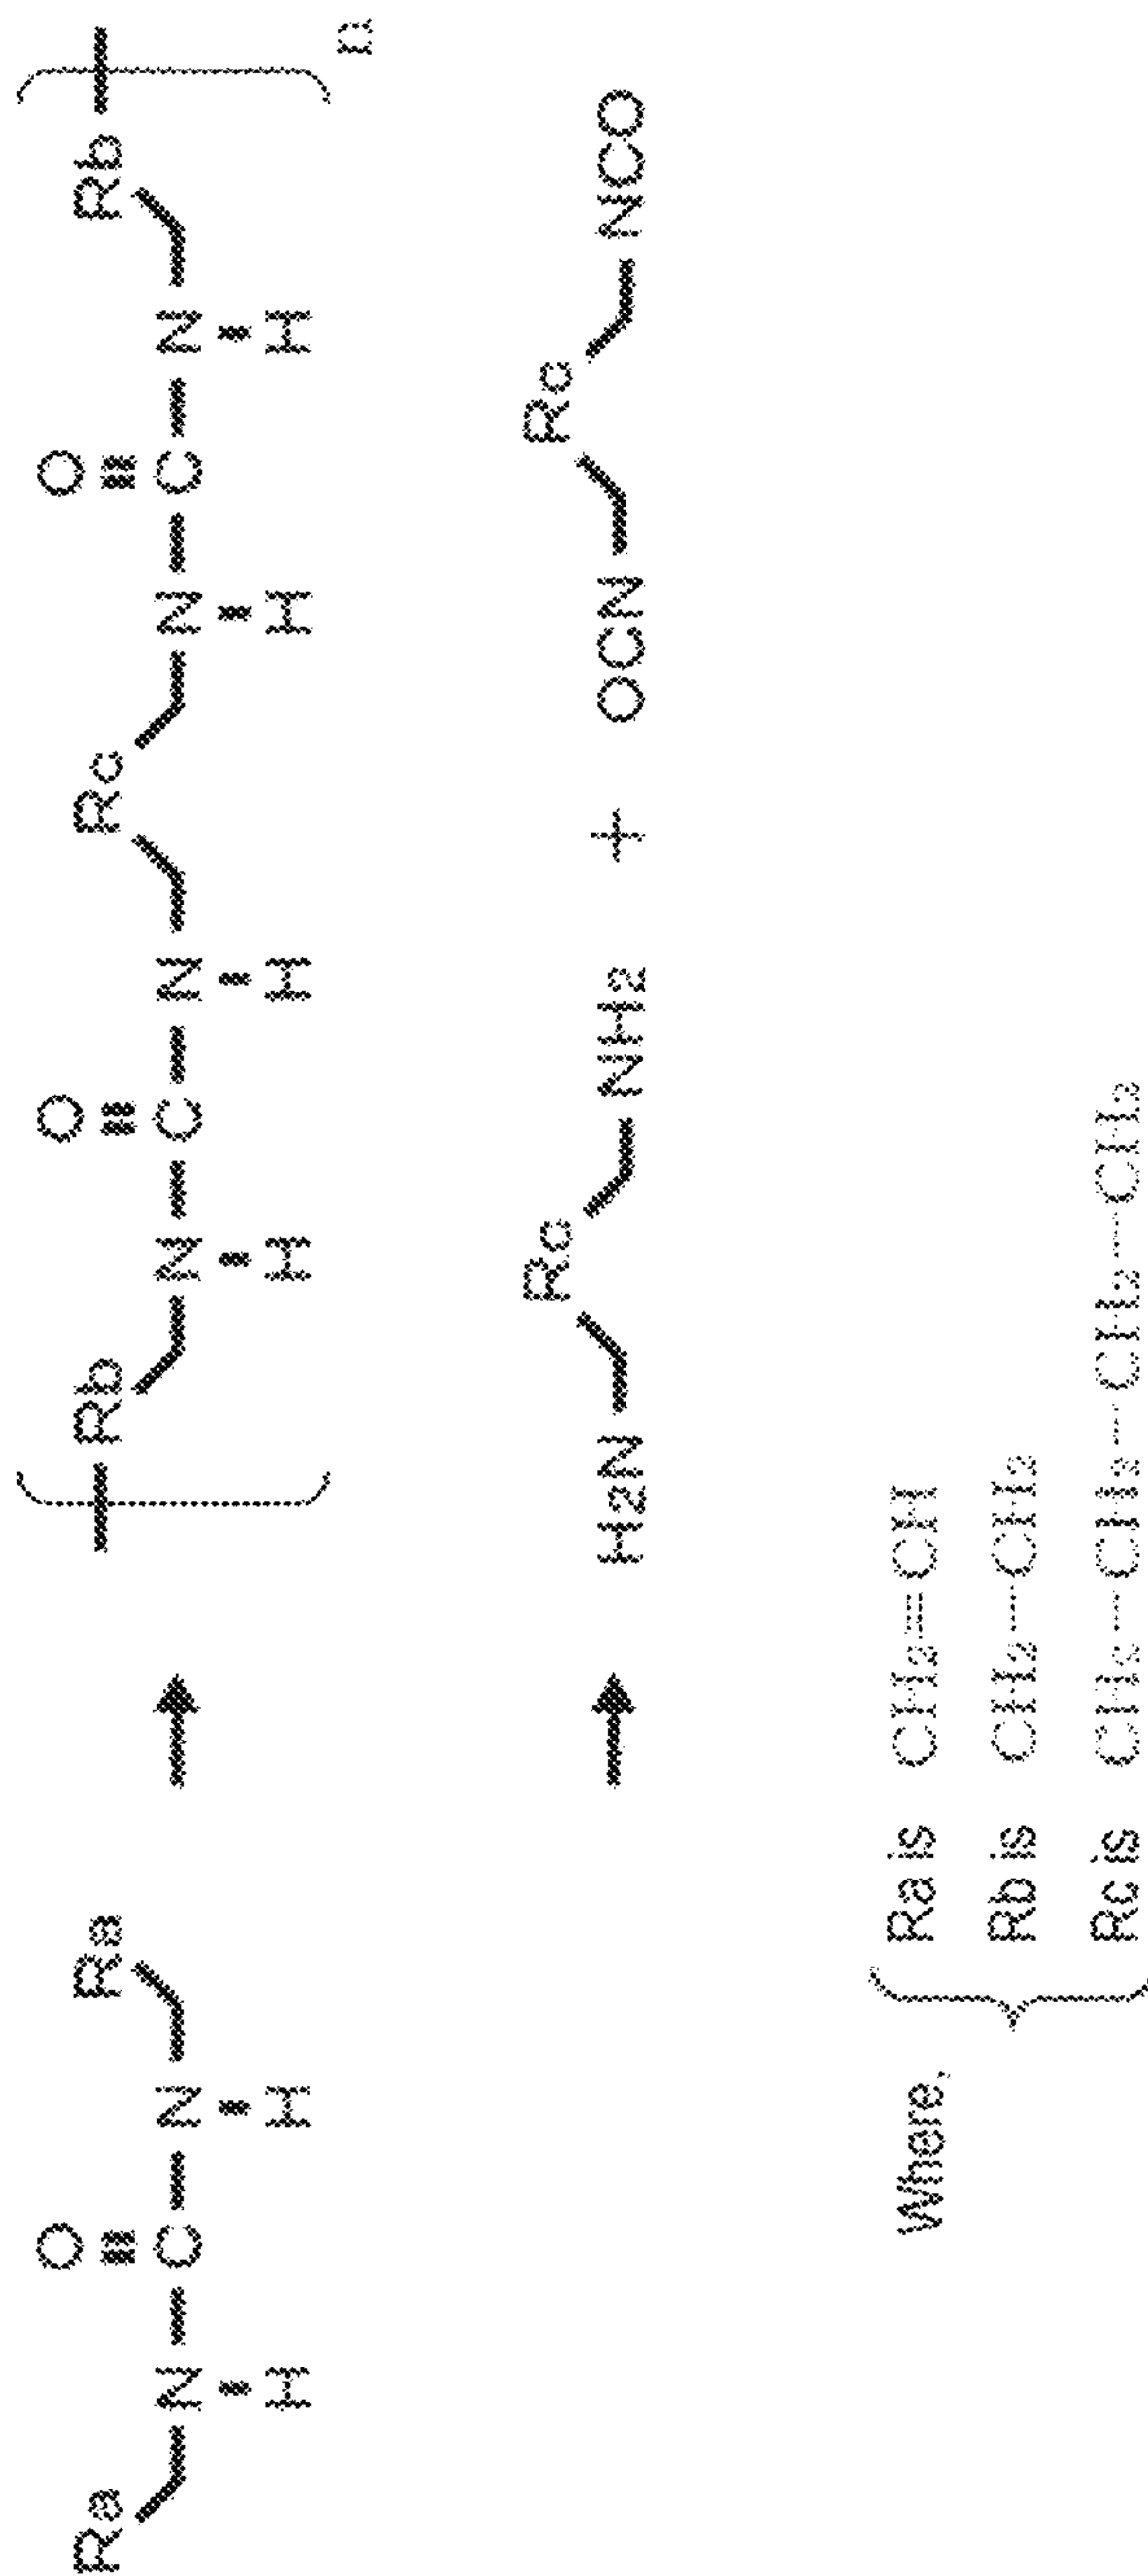 O O O
Ra Ra Rb Rc Rb
N C N → N C N N C N
H H H H H H
n
Rc Rc
→ H2N NH2 + OCN NCO
Where,
Ra is CH₂=CH
Rb is CH₂—CH₂
Rc is CH₂—CH₂—CH₂—CH₂